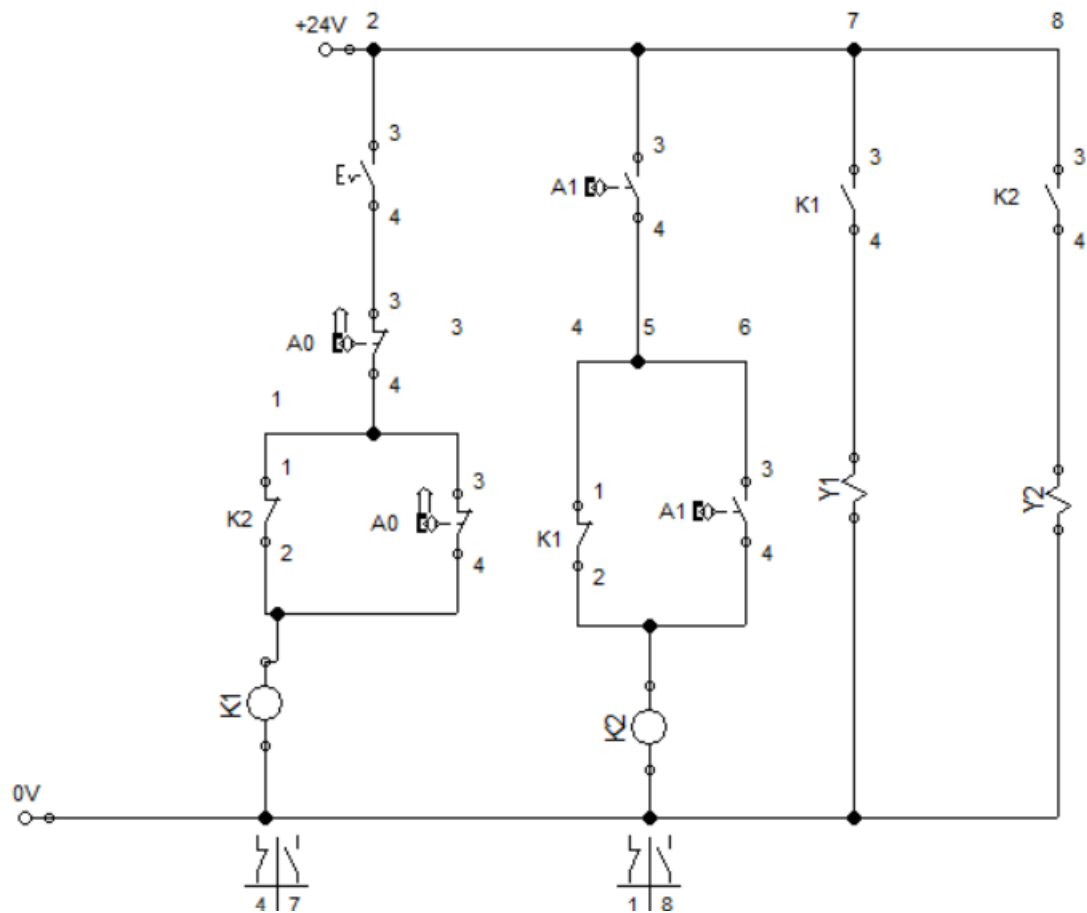 +24V 2 7 8
3 3 3 3
Ev A1 K1 K2
4 4 4 4
3
A0 3 4 5 6
4
1
1 3 1 3
K2 A0 K1 A1
2 4 2 4
Y1 Y2
K1 K2
0V
4 7 1 8